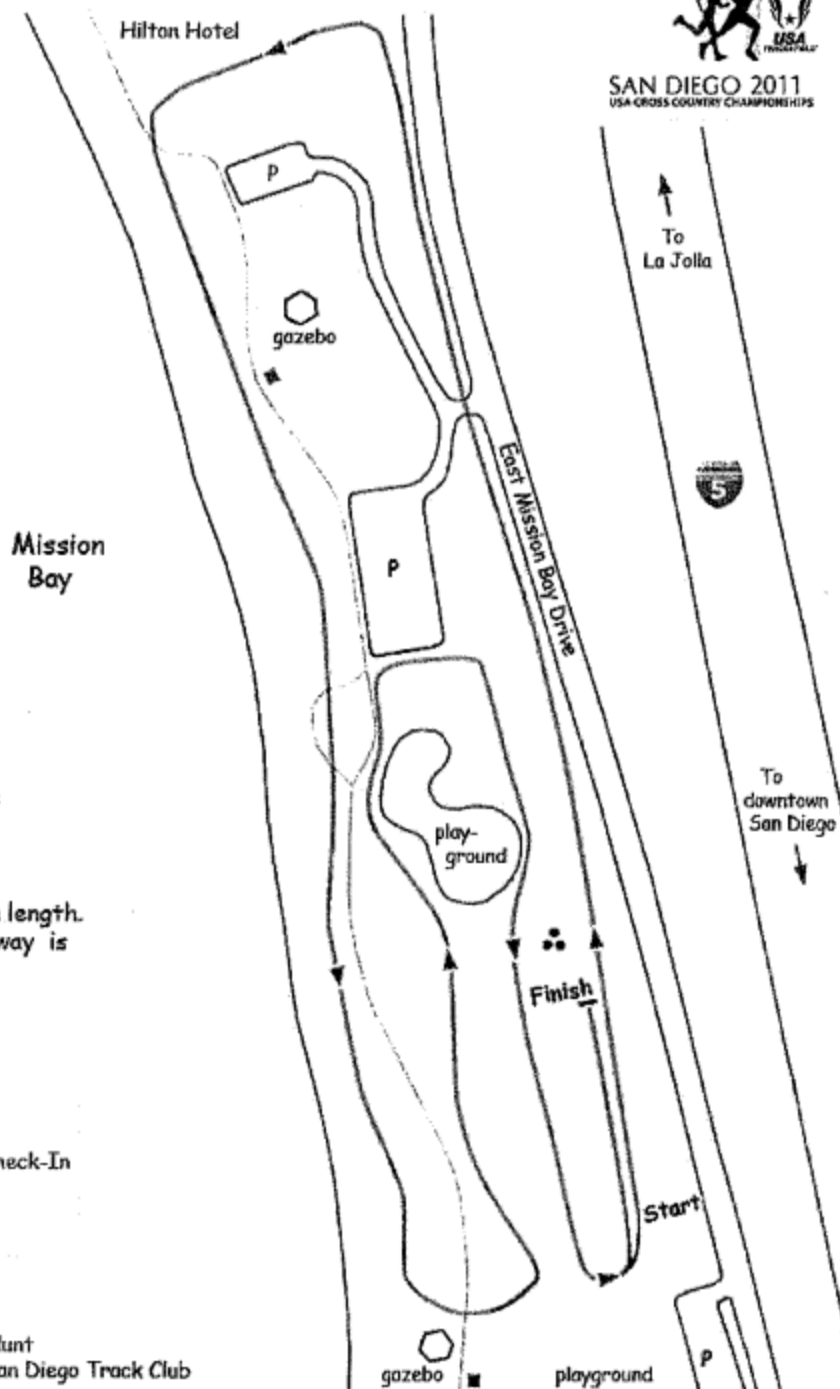 Hilton Hotel
USA
SAN DIEGO 2011
USA CROSS COUNTRY CHAMPIONSHIPS
To
La Jolla
P
gazebo
5
East Mission Bay Drive
Mission
Bay
P
To
downtown
San Diego
play-
ground
length.
way is
Finish
heck-In
Start
unt
an Diego Track Club
gazebo
playground
P